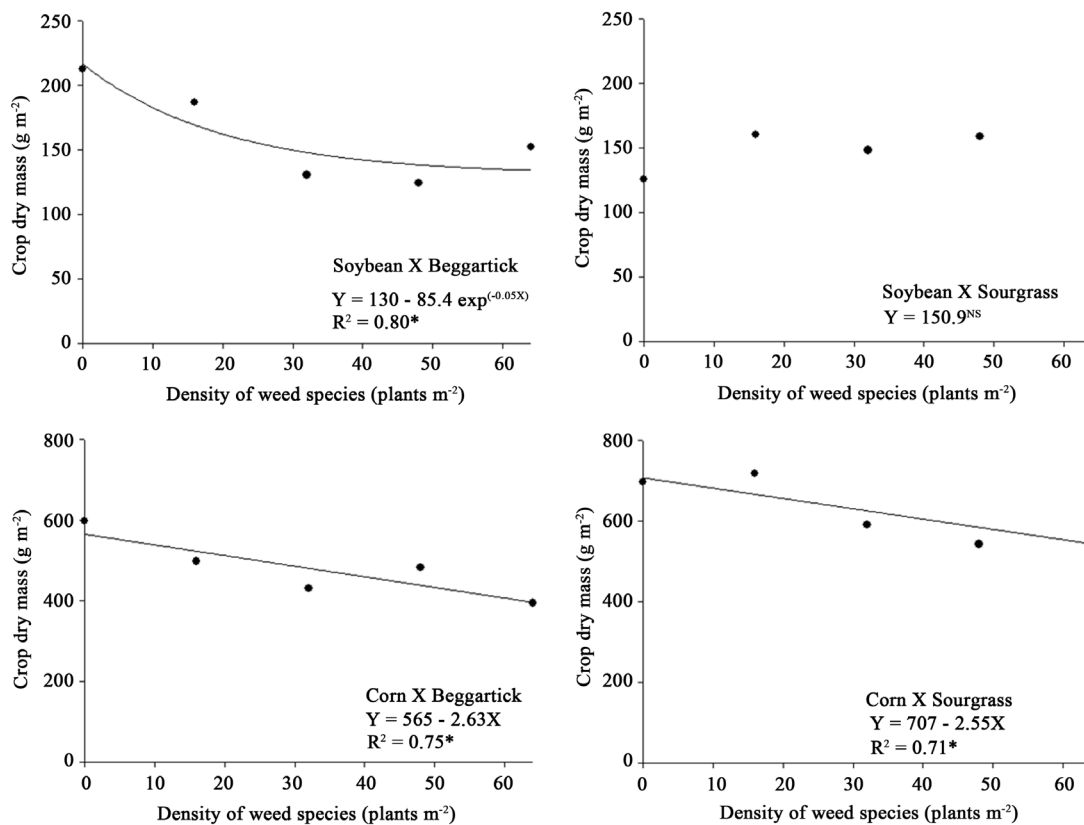 250
200
150
100
50
0
Crop dry mass (g m⁻²)
Soybean X Beggartick
Y = 130 - 85.4 exp⁽⁻⁰·⁰⁵ˣ⁾
R² = 0.80*
0 10 20 30 40 50 60
Density of weed species (plants m⁻²)
250
200
150
100
50
0
Crop dry mass (g m⁻²)
Soybean X Sourgrass
Y = 150.9ᴺˢ
0 10 20 30 40 50 60
Density of weed species (plants m⁻²)
800
600
400
200
0
Crop dry mass (g m⁻²)
Corn X Beggartick
Y = 565 - 2.63X
R² = 0.75*
0 10 20 30 40 50 60
Density of weed species (plants m⁻²)
800
600
400
200
0
Crop dry mass (g m⁻²)
Corn X Sourgrass
Y = 707 - 2.55X
R² = 0.71*
0 10 20 30 40 50 60
Density of weed species (plants m⁻²)